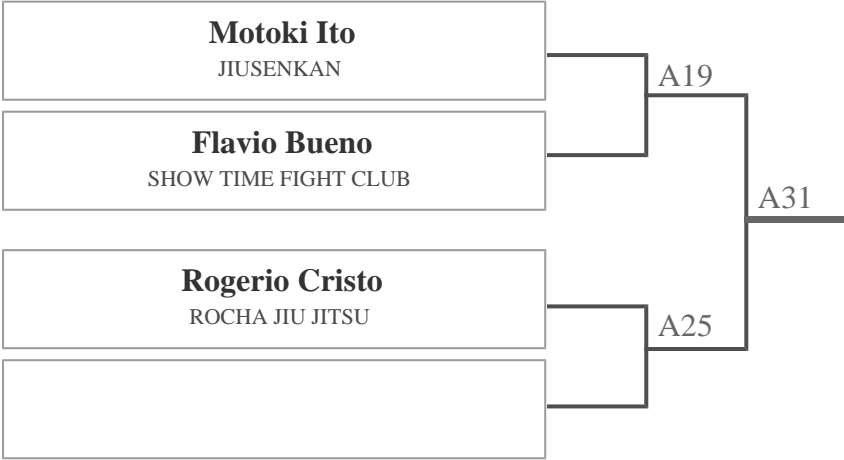 Motoki Ito
JIUSENKAN
A19
Flavio Bueno
SHOW TIME FIGHT CLUB
A31
Rogerio Cristo
ROCHA JIU JITSU
A25